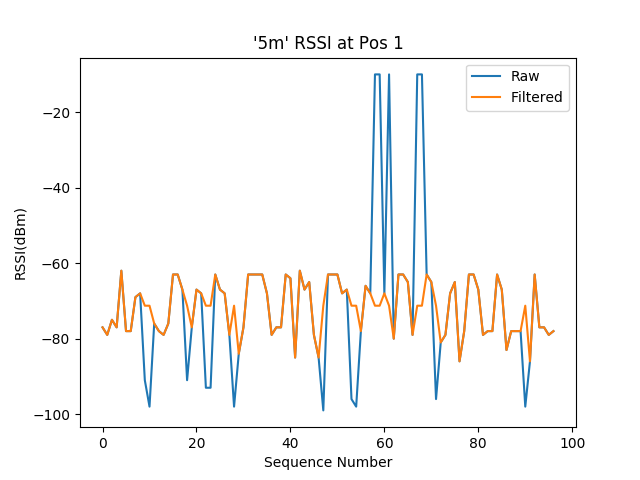 '5m' RSSI at Pos 1
Raw
Filtered
RSSI(dBm)
−20
−40
−60
−80
−100
0 20 40 60 80 100
Sequence Number